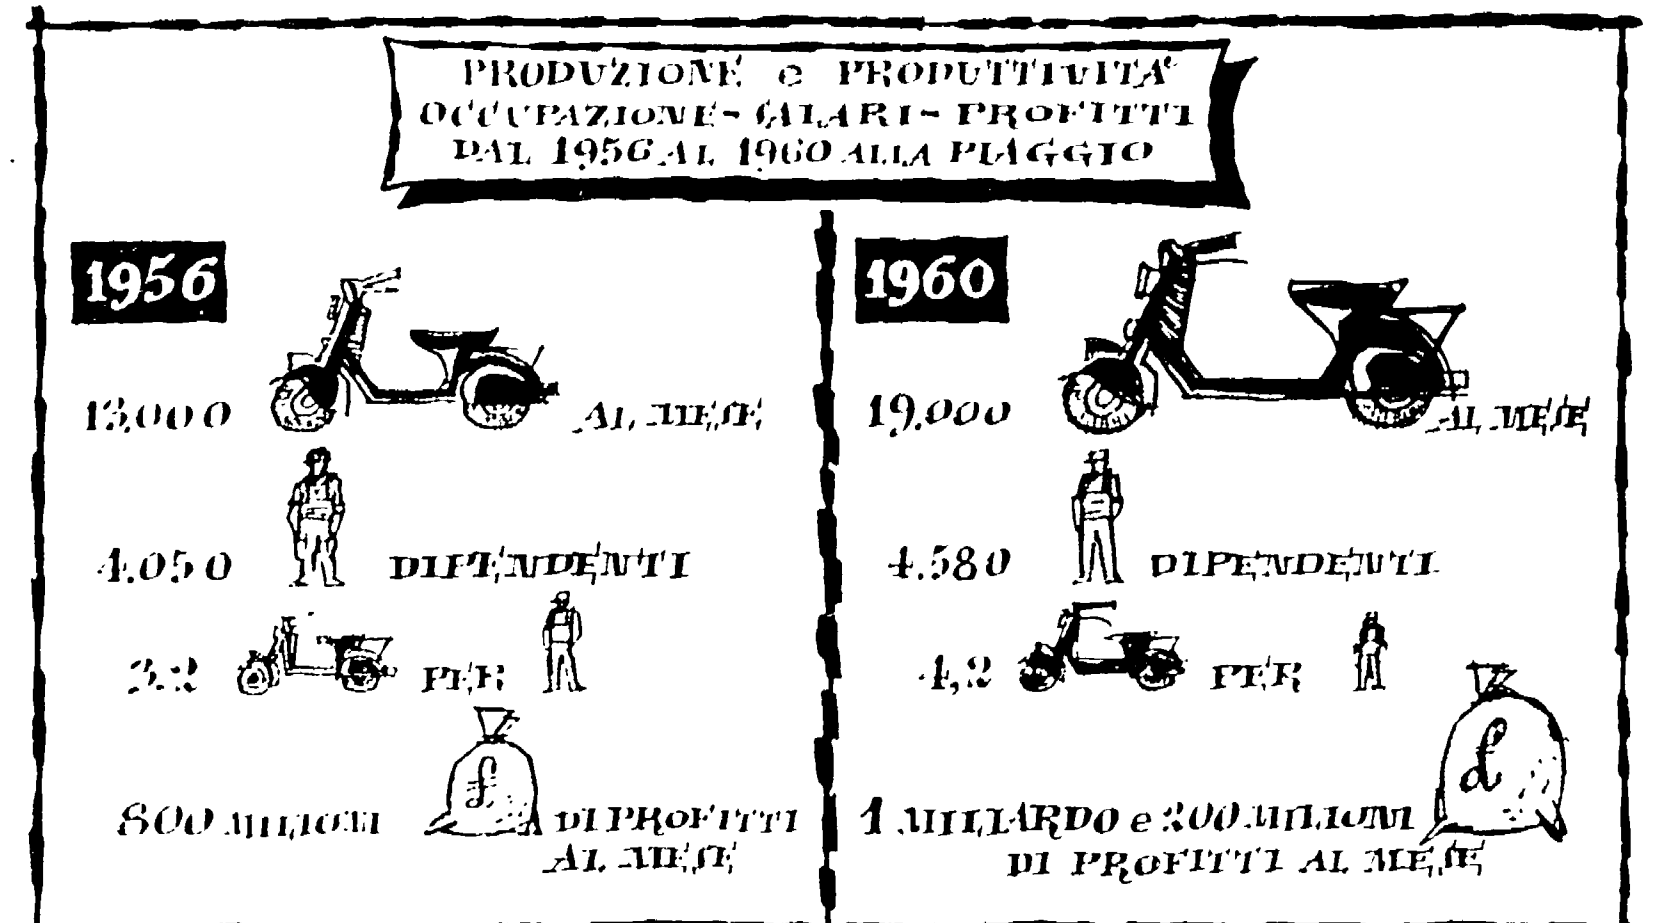 PRODUZIONE e PRODUTTIVITA'
OCCUPAZIONE - SALARI - PROFITTI
DAL 1956 AL 1960 ALLA PIAGGIO
1956
13.000 AL MESE
4.050 DIPENDENTI
3.2 PER
800 MILIONI £ DI PROFITTI
AL MESE
1960
19.000 AL MESE
4.580 DIPENDENTI
4,2 PER
£
1 MILIARDO e 200 MILIONI
DI PROFITTI AL MESE